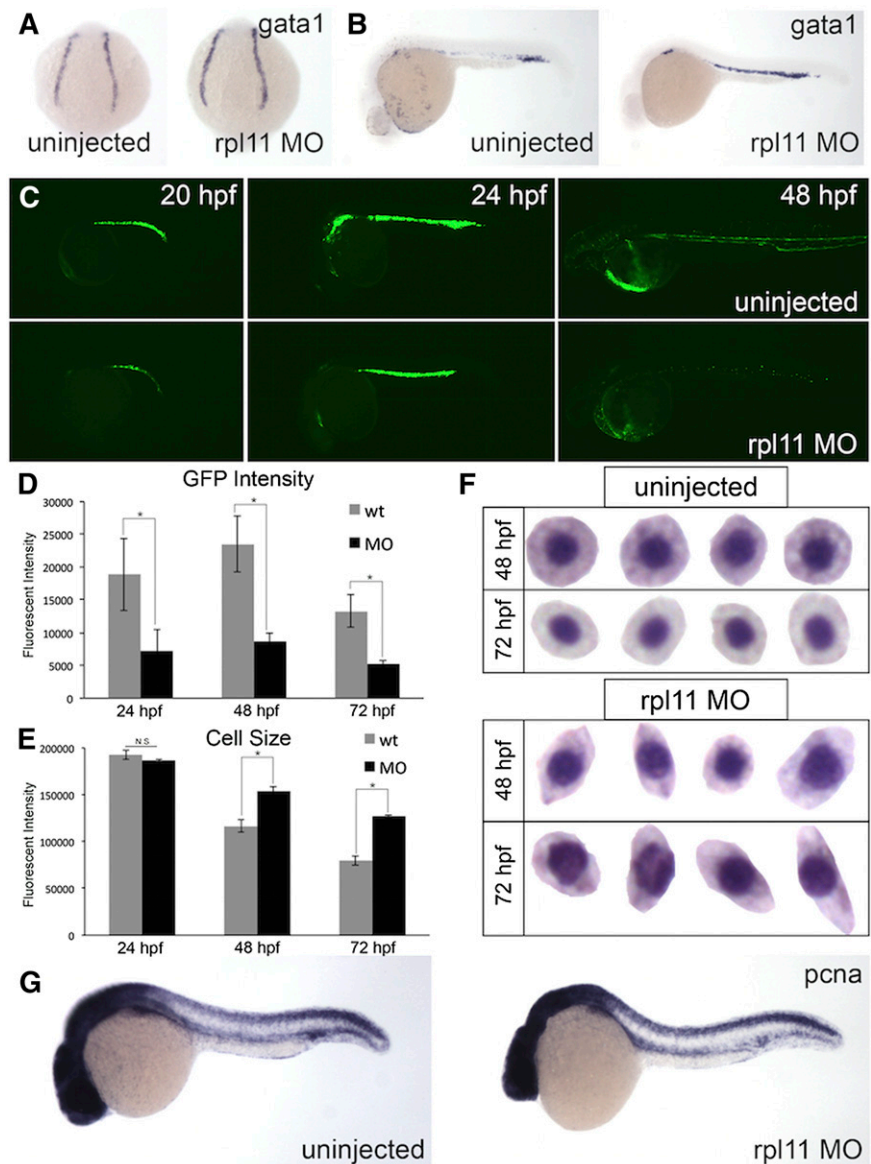 A
gata1
uninjected
rpl11 MO
B
gata1
uninjected
rpl11 MO
C
20 hpf
24 hpf
48 hpf
uninjected
rpl11 MO
D
GFP Intensity
Fluorescent Intensity
30000
25000
20000
15000
10000
5000
0
*
*
*
wt
MO
24 hpf
48 hpf
72 hpf
E
Cell Size
Fluorescent Intensity
200000
150000
100000
50000
0
N.S
*
*
wt
MO
24 hpf
48 hpf
72 hpf
F
uninjected
48 hpf
72 hpf
rpl11 MO
48 hpf
72 hpf
G
pcna
uninjected
rpl11 MO